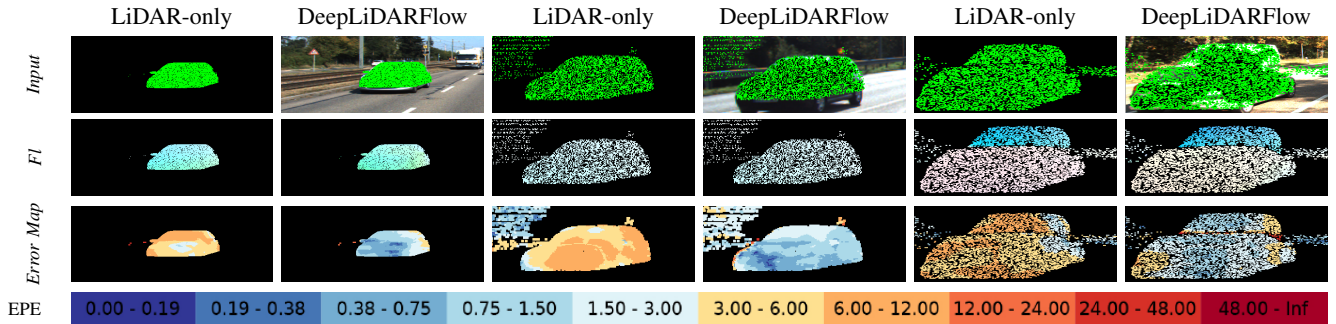 LiDAR-only DeepLiDARFlow LiDAR-only DeepLiDARFlow LiDAR-only DeepLiDARFlow
Input
Fl
Error Map
EPE 0.00 - 0.19 0.19 - 0.38 0.38 - 0.75 0.75 - 1.50 1.50 - 3.00 3.00 - 6.00 6.00 - 12.00 12.00 - 24.00 24.00 - 48.00 48.00 - Inf